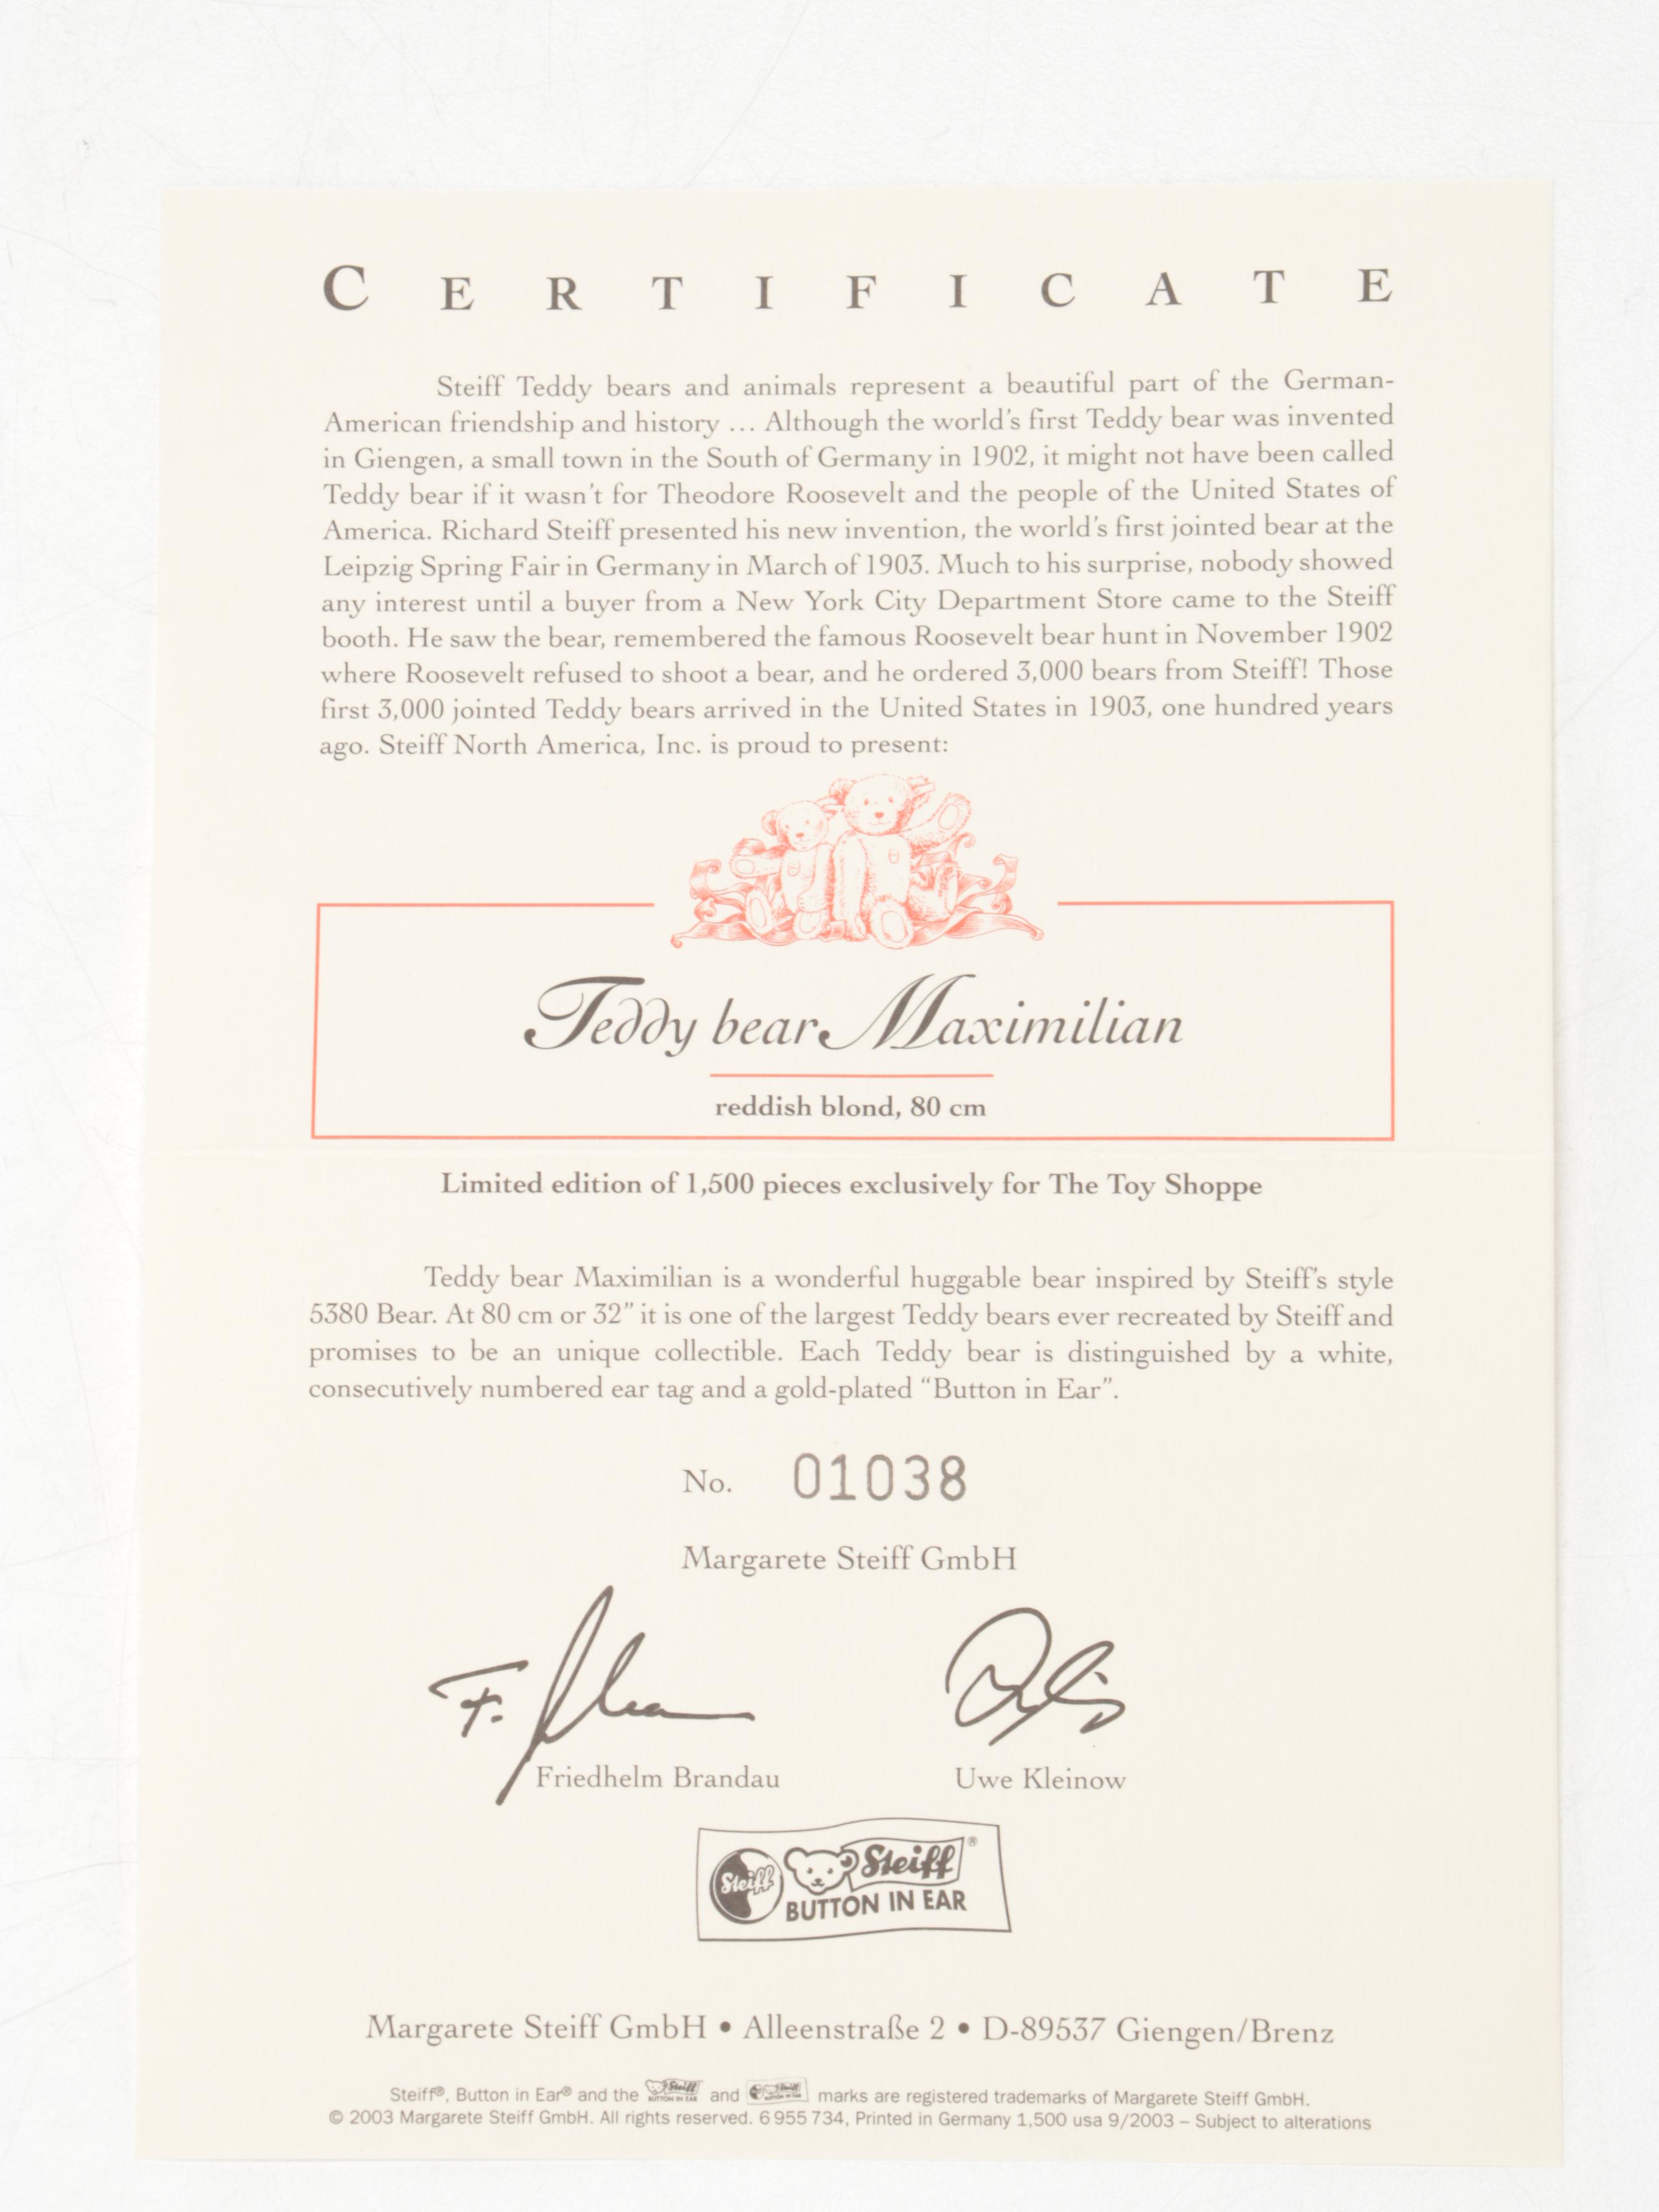 CERTIFICATE
Steiff Teddy bears and animals represent a beautiful part of the German-
American friendship and history ... Although the world's first Teddy bear was invented
in Giengen, a small town in the South of Germany in 1902, it might not have been called
Teddy bear if it wasn't for Theodore Roosevelt and the people of the United States of
America. Richard Steiff presented his new invention, the world's first jointed bear at the
Leipzig Spring Fair in Germany in March of 1903. Much to his surprise, nobody showed
any interest until a buyer from a New York City Department Store came to the Steiff
booth. He saw the bear, remembered the famous Roosevelt bear hunt in November 1902
where Roosevelt refused to shoot a bear, and he ordered 3,000 bears from Steiff! Those
first 3,000 jointed Teddy bears arrived in the United States in 1903, one hundred years
ago. Steiff North America, Inc. is proud to present:
Teddy bear Maximilian
reddish blond, 80 cm
Limited edition of 1,500 pieces exclusively for The Toy Shoppe
Teddy bear Maximilian is a wonderful huggable bear inspired by Steiff's style
5380 Bear. At 80 cm or 32" it is one of the largest Teddy bears ever recreated by Steiff and
promises to be an unique collectible. Each Teddy bear is distinguished by a white,
consecutively numbered ear tag and a gold-plated "Button in Ear".
No. 01038
Margarete Steiff GmbH
Friedhelm Brandau Uwe Kleinow
Steiff Steiff®
BUTTON IN EAR
Margarete Steiff GmbH • Alleenstraße 2 • D-89537 Giengen/Brenz
Steiff®, Button in Ear® and the Steiff BUTTON IN EAR and Steiff marks are registered trademarks of Margarete Steiff GmbH.
© 2003 Margarete Steiff GmbH. All rights reserved. 6 955 734, Printed in Germany 1,500 usa 9/2003 – Subject to alterations